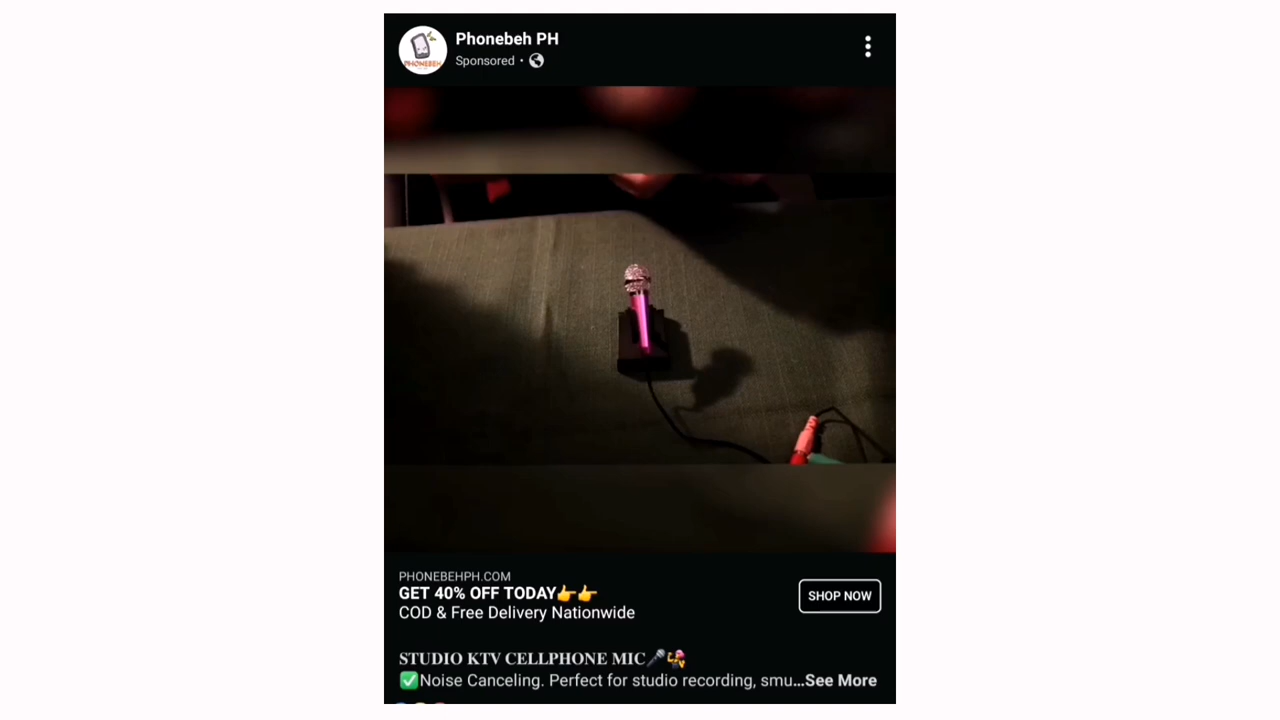 Phonebeh PH
Sponsored •
PHONEBEH
PHONEBEHPH.COM
GET 40% OFF TODAY👉👉
COD & Free Delivery Nationwide
SHOP NOW
STUDIO KTV CELLPHONE MIC🎤
✅Noise Canceling. Perfect for studio recording, smu...See More